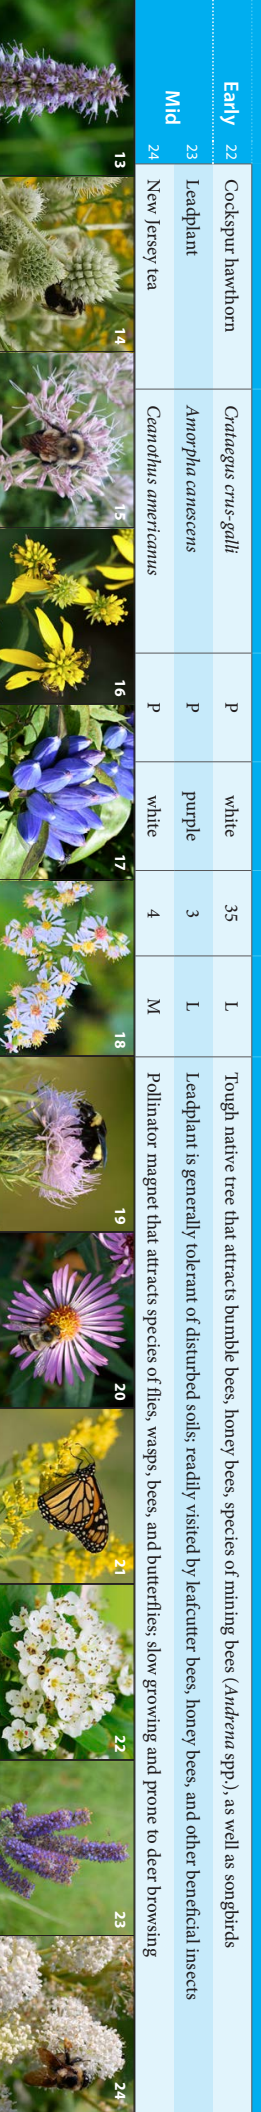 Early 22 Cockspur hawthorn Crataegus crus-galli P white 35 L Tough native tree that attracts bumble bees, honey bees, species of mining bees (Andrena spp.), as well as songbirds
Mid
23 Leadplant Amorpha canescens P purple 3 L Leadplant is generally tolerant of disturbed soils; readily visited by leafcutter bees, honey bees, and other beneficial insects
24 New Jersey tea Ceanothus americanus P white 4 M Pollinator magnet that attracts species of flies, wasps, bees, and butterflies; slow growing and prone to deer browsing
13 14 15 16 17 18 19 20 21 22 23 24